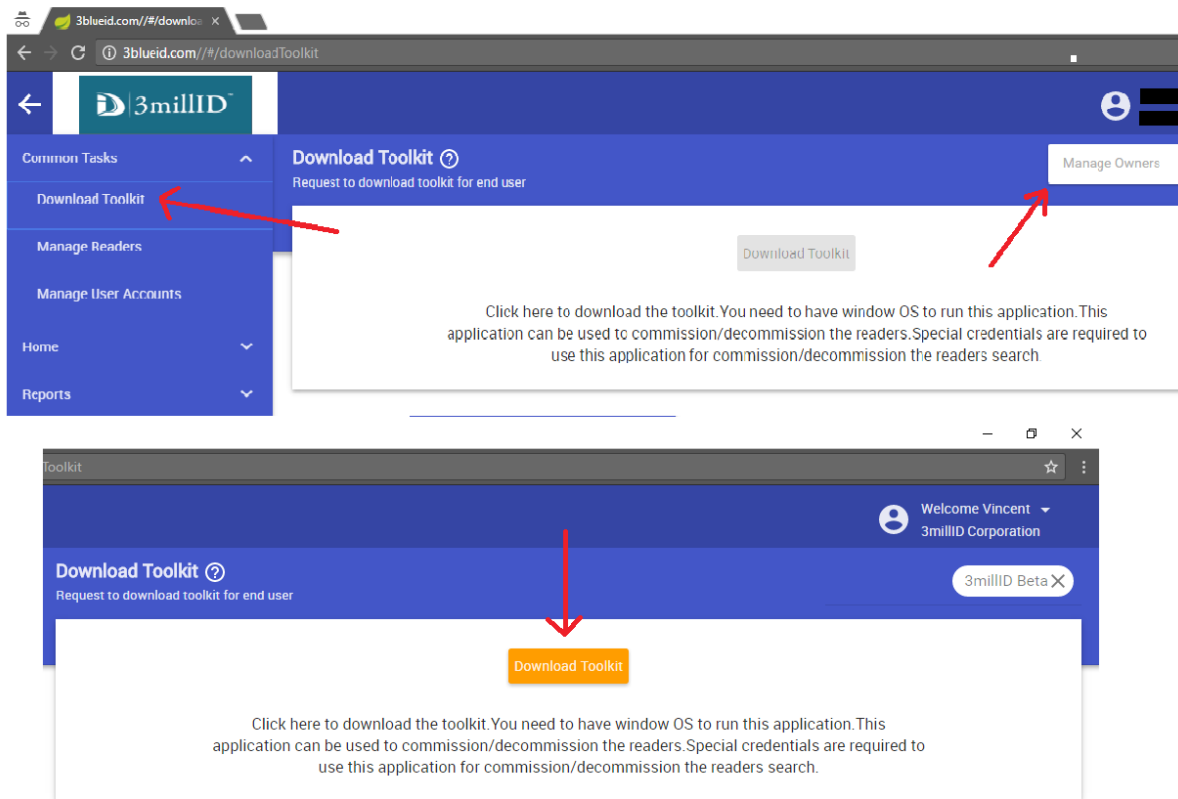 3blueid.com//#/downloa
3blueid.com//#/downloadToolkit
3millID
Common Tasks
Download Toolkit
Manage Readers
Manage User Accounts
Home
Reports
Download Toolkit
Request to download toolkit for end user
Manage Owners
Download Toolkit
Click here to download the toolkit.You need to have window OS to run this application.This
application can be used to commission/decommission the readers.Special credentials are required to
use this application for commission/decommission the readers search.
Toolkit
Welcome Vincent
3millID Corporation
Download Toolkit
Request to download toolkit for end user
3millID Beta
Download Toolkit
Click here to download the toolkit.You need to have window OS to run this application.This
application can be used to commission/decommission the readers.Special credentials are required to
use this application for commission/decommission the readers search.